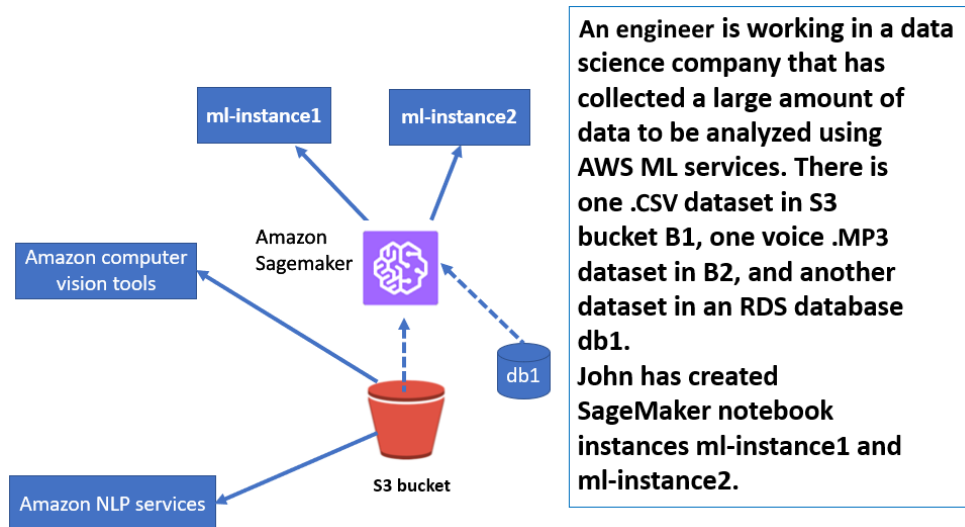 ml-instance1
ml-instance2
Amazon
Sagemaker
Amazon computer
vision tools
db1
S3 bucket
Amazon NLP services
An engineer is working in a data
science company that has
collected a large amount of
data to be analyzed using
AWS ML services. There is
one .CSV dataset in S3
bucket B1, one voice .MP3
dataset in B2, and another
dataset in an RDS database
db1.
John has created
SageMaker notebook
instances ml-instance1 and
ml-instance2.